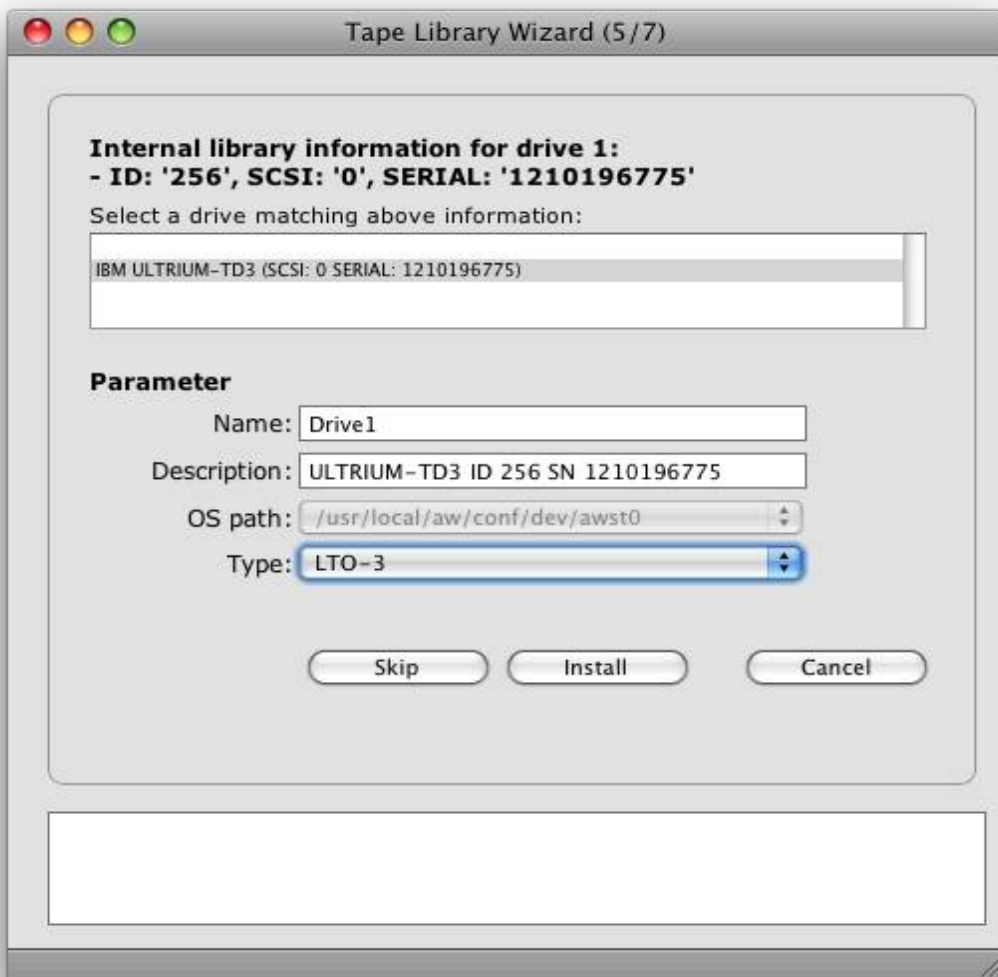 Tape Library Wizard (5/7)
Internal library information for drive 1:
- ID: '256', SCSI: '0', SERIAL: '1210196775'
Select a drive matching above information:
IBM ULTRIUM-TD3 (SCSI: 0 SERIAL: 1210196775)
Parameter
Name: Drive1
Description: ULTRIUM-TD3 ID 256 SN 1210196775
OS path: /usr/local/aw/conf/dev/awst0
Type: LTO-3
Skip Install Cancel